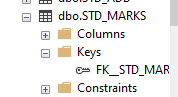 dbo.STD_ADD
dbo.STD_MARKS
Columns
Keys
FK__STD_MAR
Constraints